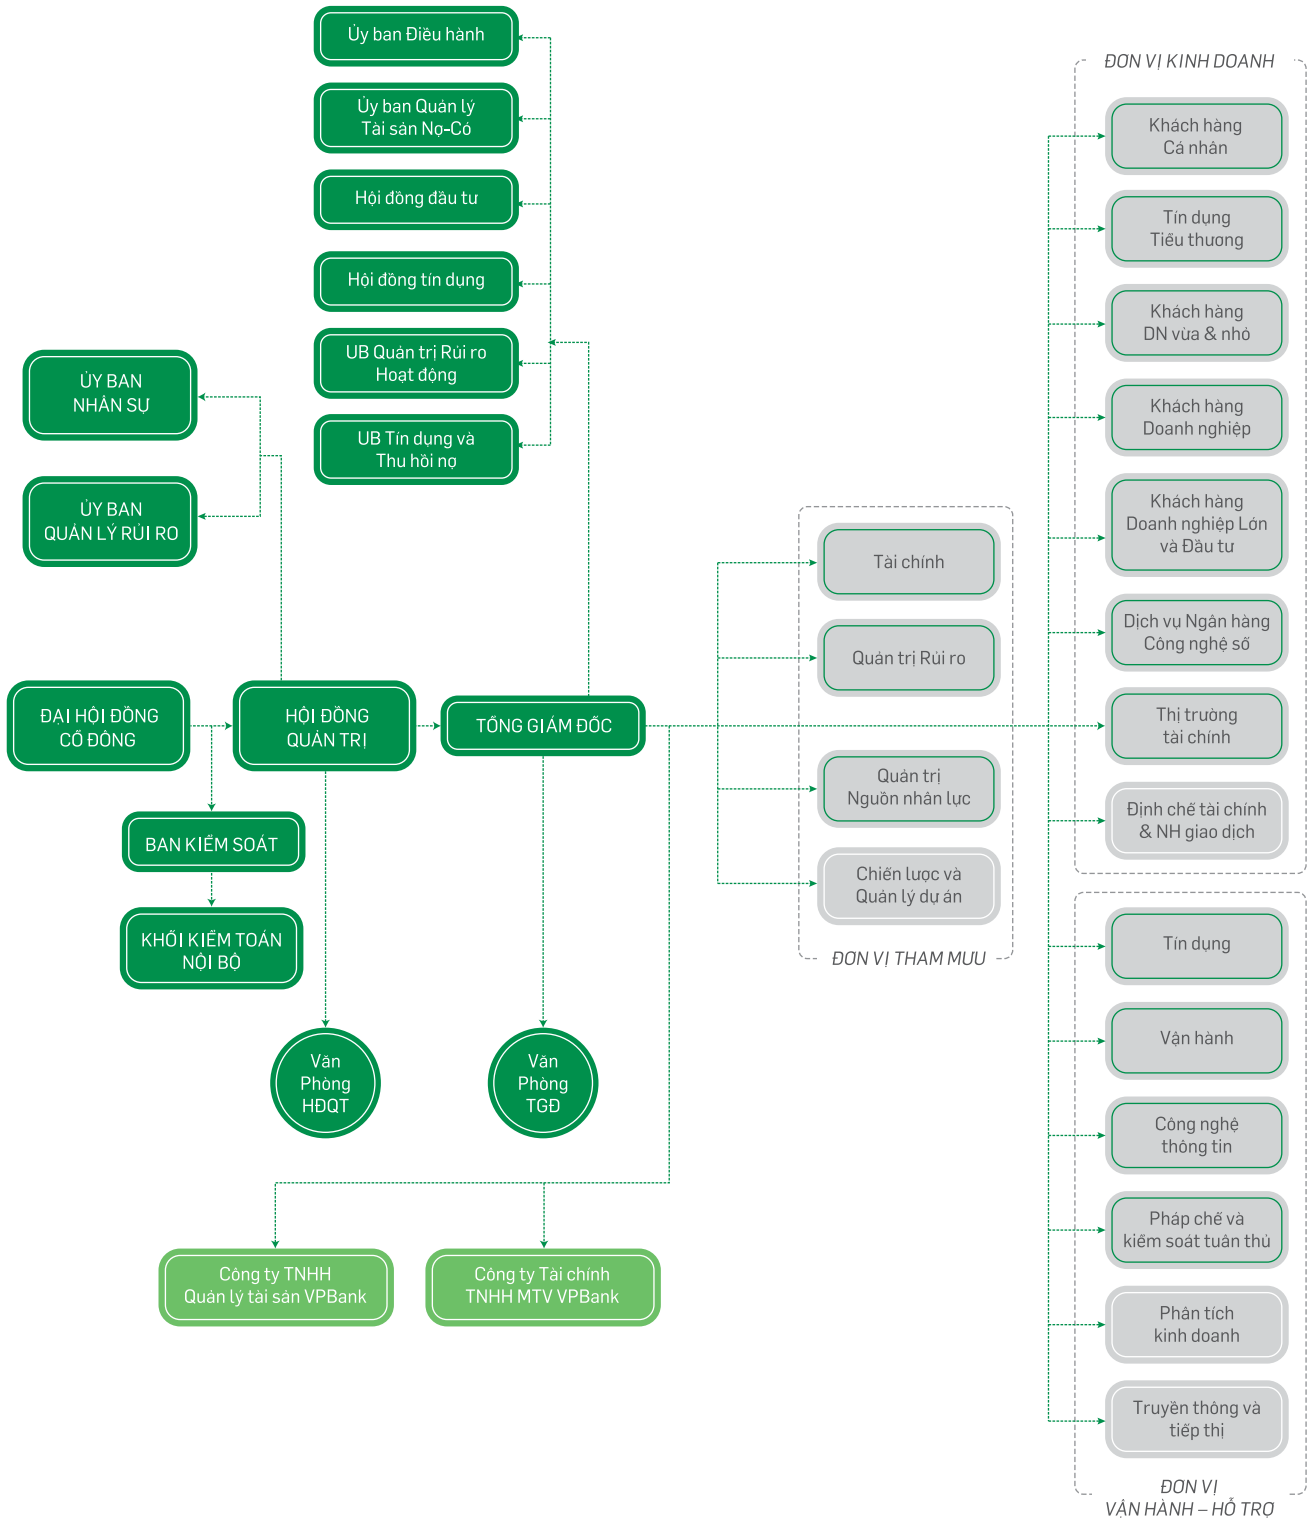 Ủy ban Điều hành
Ủy ban Quản lý
Tài sản Nợ-Có
Hội đồng đầu tư
Hội đồng tín dụng
UB Quản trị Rủi ro
Hoạt động
UB Tín dụng và
Thu hồi nợ
ỦY BAN
NHÂN SỰ
ỦY BAN
QUẢN LÝ RỦI RO
ĐẠI HỘI ĐỒNG
CỔ ĐÔNG
HỘI ĐỒNG
QUẢN TRỊ
TỔNG GIÁM ĐỐC
BAN KIỂM SOÁT
KHỐI KIỂM TOÁN
NỘI BỘ
Văn
Phòng
HĐQT
Văn
Phòng
TGĐ
Công ty TNHH
Quản lý tài sản VPBank
Công ty Tài chính
TNHH MTV VPBank
Tài chính
Quản trị Rủi ro
Quản trị
Nguồn nhân lực
Chiến lược và
Quản lý dự án
ĐƠN VỊ THAM MUU
ĐƠN VỊ KINH DOANH
Khách hàng
Cá nhân
Tín dụng
Tiểu thương
Khách hàng
DN vừa & nhỏ
Khách hàng
Doanh nghiệp
Khách hàng
Doanh nghiệp Lớn
và Đầu tư
Dịch vụ Ngân hàng
Công nghệ số
Thị trường
tài chính
Định chế tài chính
& NH giao dịch
Tín dụng
Vận hành
Công nghệ
thông tin
Pháp chế và
kiểm soát tuân thủ
Phân tích
kinh doanh
Truyền thông và
tiếp thị
ĐƠN VỊ
VẬN HÀNH – HỖ TRỢ